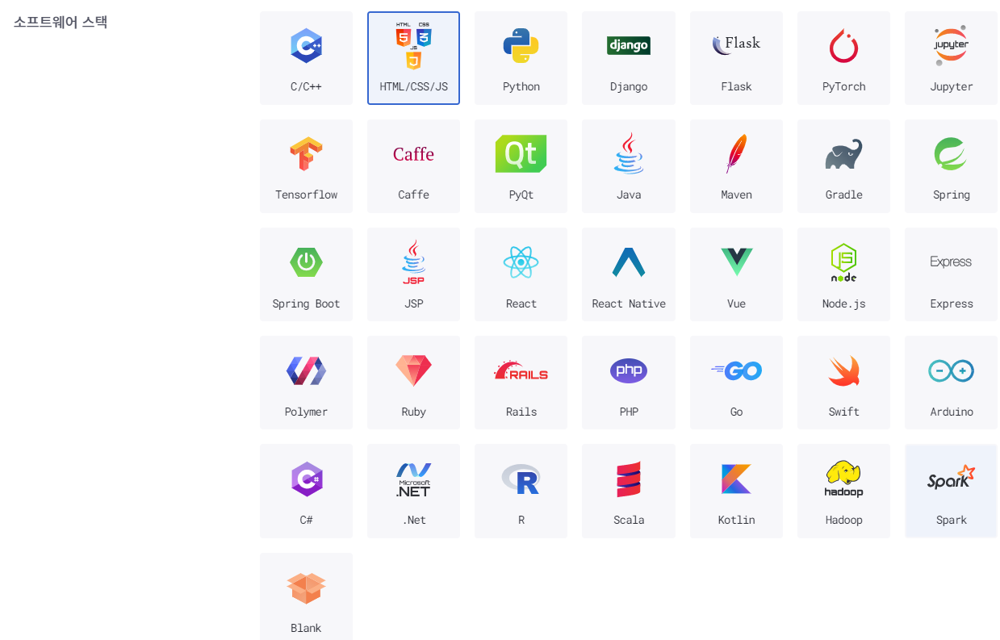 소프트웨어 스택
HTML CSS
JS
C/C++
HTML/CSS/JS
Python
django
Django
Flask
Flask
PyTorch
jupyter
Jupyter
Tensorflow
Caffe
Caffe
Qt
PyQt
Java
Maven
Gradle
Spring
Spring Boot
JSP
JSP
React
React Native
Vue
JS
node
Node.js
Express
Express
Polymer
Ruby
RAILS
Rails
php
PHP
GO
Go
Swift
Arduino
C#
C#
Microsoft
.NET
.Net
R
R
Scala
Kotlin
hadoop
Hadoop
Spark
Spark
Blank